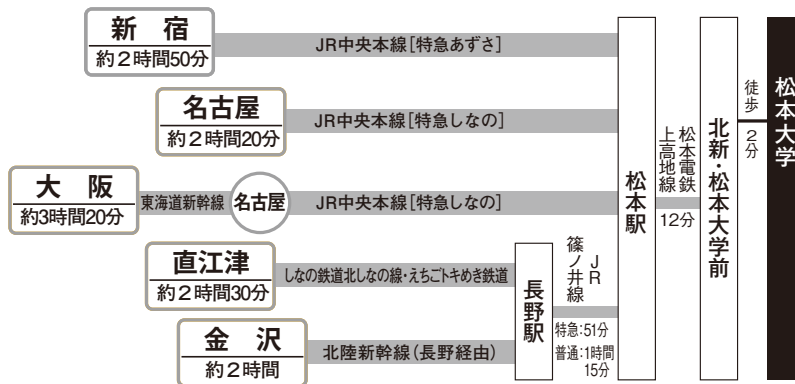 新 宿
約2時間50分
JR中央本線[特急あずさ]
名古屋
約2時間20分
JR中央本線[特急しなの]
大 阪
約3時間20分
東海道新幹線
名古屋
JR中央本線[特急しなの]
直江津
約2時間30分
しなの鉄道北しなの線・えちごトキめき鉄道
金 沢
約2時間
北陸新幹線(長野経由)
長野駅
JR
篠ノ井線
特急:51分
普通:1時間
15分
松本駅
松本電鉄
上高地線
12分
北新・松本大学前
徒歩
2分
松本大学